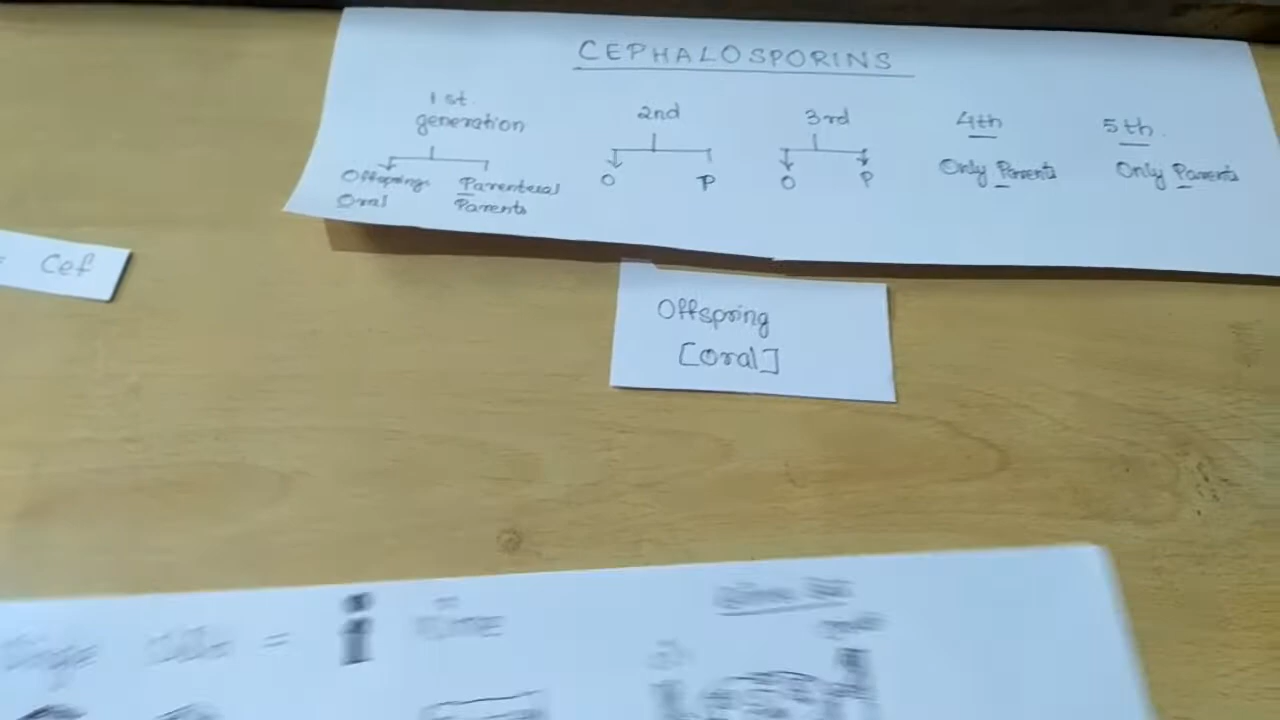 CEPHALOSPORINS
1st
generation
2nd
3rd
4th
5th
Offsprings
Oral
Parenteral
Parents
O
P
O
P
Only Parents
Only Parents
= Cef
Offspring
[Oral]
= i